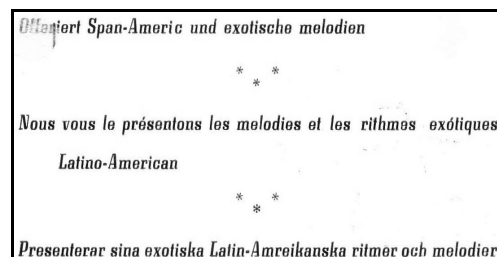 Offeriert Span-Americ und exotische melodien
* * *
Nous vous le présentons les melodies et les rithmes exótiques
Latino-American
* * *
Presenterar sina exotiska Latin-Amreikanska ritmer och melodier